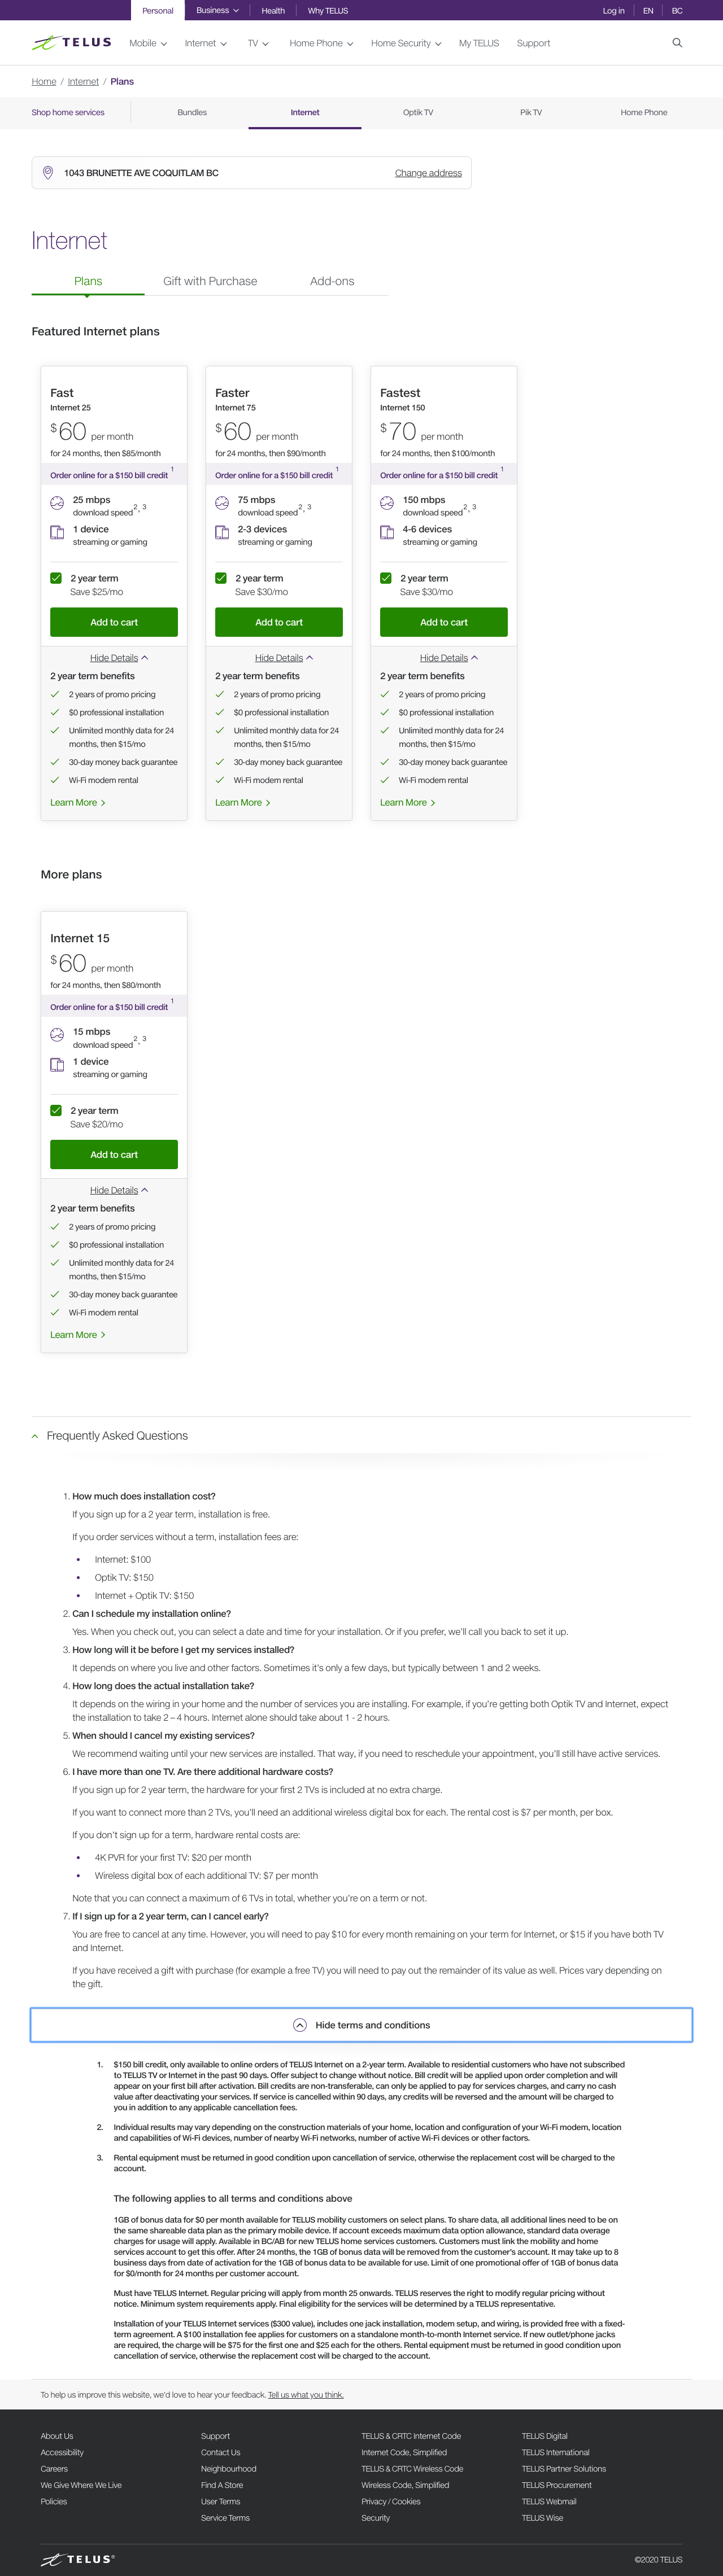 Personal Business Health Why TELUS Log in EN BC
TELUS Mobile Internet TV Home Phone Home Security My TELUS Support
Home / Internet / Plans
Shop home services Bundles Internet Optik TV Pik TV Home Phone
1043 BRUNETTE AVE COQUITLAM BC Change address
Internet
Plans Gift with Purchase Add-ons
Featured Internet plans
Fast
Internet 25
$60 per month
for 24 months, then $85/month
Order online for a $150 bill credit 1
25 mbps
download speed2, 3
1 device
streaming or gaming
2 year term
Save $25/mo
Add to cart
Hide Details
2 year term benefits
2 years of promo pricing
$0 professional installation
Unlimited monthly data for 24
months, then $15/mo
30-day money back guarantee
Wi-Fi modem rental
Learn More
Faster
Internet 75
$60 per month
for 24 months, then $90/month
Order online for a $150 bill credit 1
75 mbps
download speed2, 3
2-3 devices
streaming or gaming
2 year term
Save $30/mo
Add to cart
Hide Details
2 year term benefits
2 years of promo pricing
$0 professional installation
Unlimited monthly data for 24
months, then $15/mo
30-day money back guarantee
Wi-Fi modem rental
Learn More
Fastest
Internet 150
$70 per month
for 24 months, then $100/month
Order online for a $150 bill credit 1
150 mbps
download speed2, 3
4-6 devices
streaming or gaming
2 year term
Save $30/mo
Add to cart
Hide Details
2 year term benefits
2 years of promo pricing
$0 professional installation
Unlimited monthly data for 24
months, then $15/mo
30-day money back guarantee
Wi-Fi modem rental
Learn More
More plans
Internet 15
$60 per month
for 24 months, then $80/month
Order online for a $150 bill credit 1
15 mbps
download speed2, 3
1 device
streaming or gaming
2 year term
Save $20/mo
Add to cart
Hide Details
2 year term benefits
2 years of promo pricing
$0 professional installation
Unlimited monthly data for 24
months, then $15/mo
30-day money back guarantee
Wi-Fi modem rental
Learn More
Frequently Asked Questions
1. How much does installation cost?
If you sign up for a 2 year term, installation is free.
If you order services without a term, installation fees are:
• Internet: $100
• Optik TV: $150
• Internet + Optik TV: $150
2. Can I schedule my installation online?
Yes. When you check out, you can select a date and time for your installation. Or if you prefer, we'll call you back to set it up.
3. How long will it be before I get my services installed?
It depends on where you live and other factors. Sometimes it's only a few days, but typically between 1 and 2 weeks.
4. How long does the actual installation take?
It depends on the wiring in your home and the number of services you are installing. For example, if you're getting both Optik TV and Internet, expect
the installation to take 2 – 4 hours. Internet alone should take about 1 - 2 hours.
5. When should I cancel my existing services?
We recommend waiting until your new services are installed. That way, if you need to reschedule your appointment, you'll still have active services.
6. I have more than one TV. Are there additional hardware costs?
If you sign up for 2 year term, the hardware for your first 2 TVs is included at no extra charge.
If you want to connect more than 2 TVs, you'll need an additional wireless digital box for each. The rental cost is $7 per month, per box.
If you don't sign up for a term, hardware rental costs are:
• 4K PVR for your first TV: $20 per month
• Wireless digital box of each additional TV: $7 per month
Note that you can connect a maximum of 6 TVs in total, whether you're on a term or not.
7. If I sign up for a 2 year term, can I cancel early?
You are free to cancel at any time. However, you will need to pay $10 for every month remaining on your term for Internet, or $15 if you have both TV
and Internet.
If you have received a gift with purchase (for example a free TV) you will need to pay out the remainder of its value as well. Prices vary depending on
the gift.
Hide terms and conditions
1. $150 bill credit, only available to online orders of TELUS Internet on a 2-year term. Available to residential customers who have not subscribed
to TELUS TV or Internet in the past 90 days. Offer subject to change without notice. Bill credit will be applied upon order completion and will
appear on your first bill after activation. Bill credits are non-transferable, can only be applied to pay for services charges, and carry no cash
value after deactivating your services. If service is cancelled within 90 days, any credits will be reversed and the amount will be charged to
you in addition to any applicable cancellation fees.
2. Individual results may vary depending on the construction materials of your home, location and configuration of your Wi-Fi modem, location
and capabilities of Wi-Fi devices, number of nearby Wi-Fi networks, number of active Wi-Fi devices or other factors.
3. Rental equipment must be returned in good condition upon cancellation of service, otherwise the replacement cost will be charged to the
account.
The following applies to all terms and conditions above
1GB of bonus data for $0 per month available for TELUS mobility customers on select plans. To share data, all additional lines need to be on
the same shareable data plan as the primary mobile device. If account exceeds maximum data option allowance, standard data overage
charges for usage will apply. Available in BC/AB for new TELUS home services customers. Customers must link the mobility and home
services account to get this offer. After 24 months, the 1GB of bonus data will be removed from the customer's account. It may take up to 8
business days from date of activation for the 1GB of bonus data to be available for use. Limit of one promotional offer of 1GB of bonus data
for $0/month for 24 months per customer account.
Must have TELUS Internet. Regular pricing will apply from month 25 onwards. TELUS reserves the right to modify regular pricing without
notice. Minimum system requirements apply. Final eligibility for the services will be determined by a TELUS representative.
Installation of your TELUS Internet services ($300 value), includes one jack installation, modem setup, and wiring, is provided free with a fixed-
term agreement. A $100 installation fee applies for customers on a standalone month-to-month Internet service. If new outlet/phone jacks
are required, the charge will be $75 for the first one and $25 each for the others. Rental equipment must be returned in good condition upon
cancellation of service, otherwise the replacement cost will be charged to the account.
To help us improve this website, we'd love to hear your feedback. Tell us what you think.
About Us Support TELUS & CRTC Internet Code TELUS Digital
Accessibility Contact Us Internet Code, Simplified TELUS International
Careers Neighbourhood TELUS & CRTC Wireless Code TELUS Partner Solutions
We Give Where We Live Find A Store Wireless Code, Simplified TELUS Procurement
Policies User Terms Privacy / Cookies TELUS Webmail
Service Terms Security TELUS Wise
TELUS® ©2020 TELUS